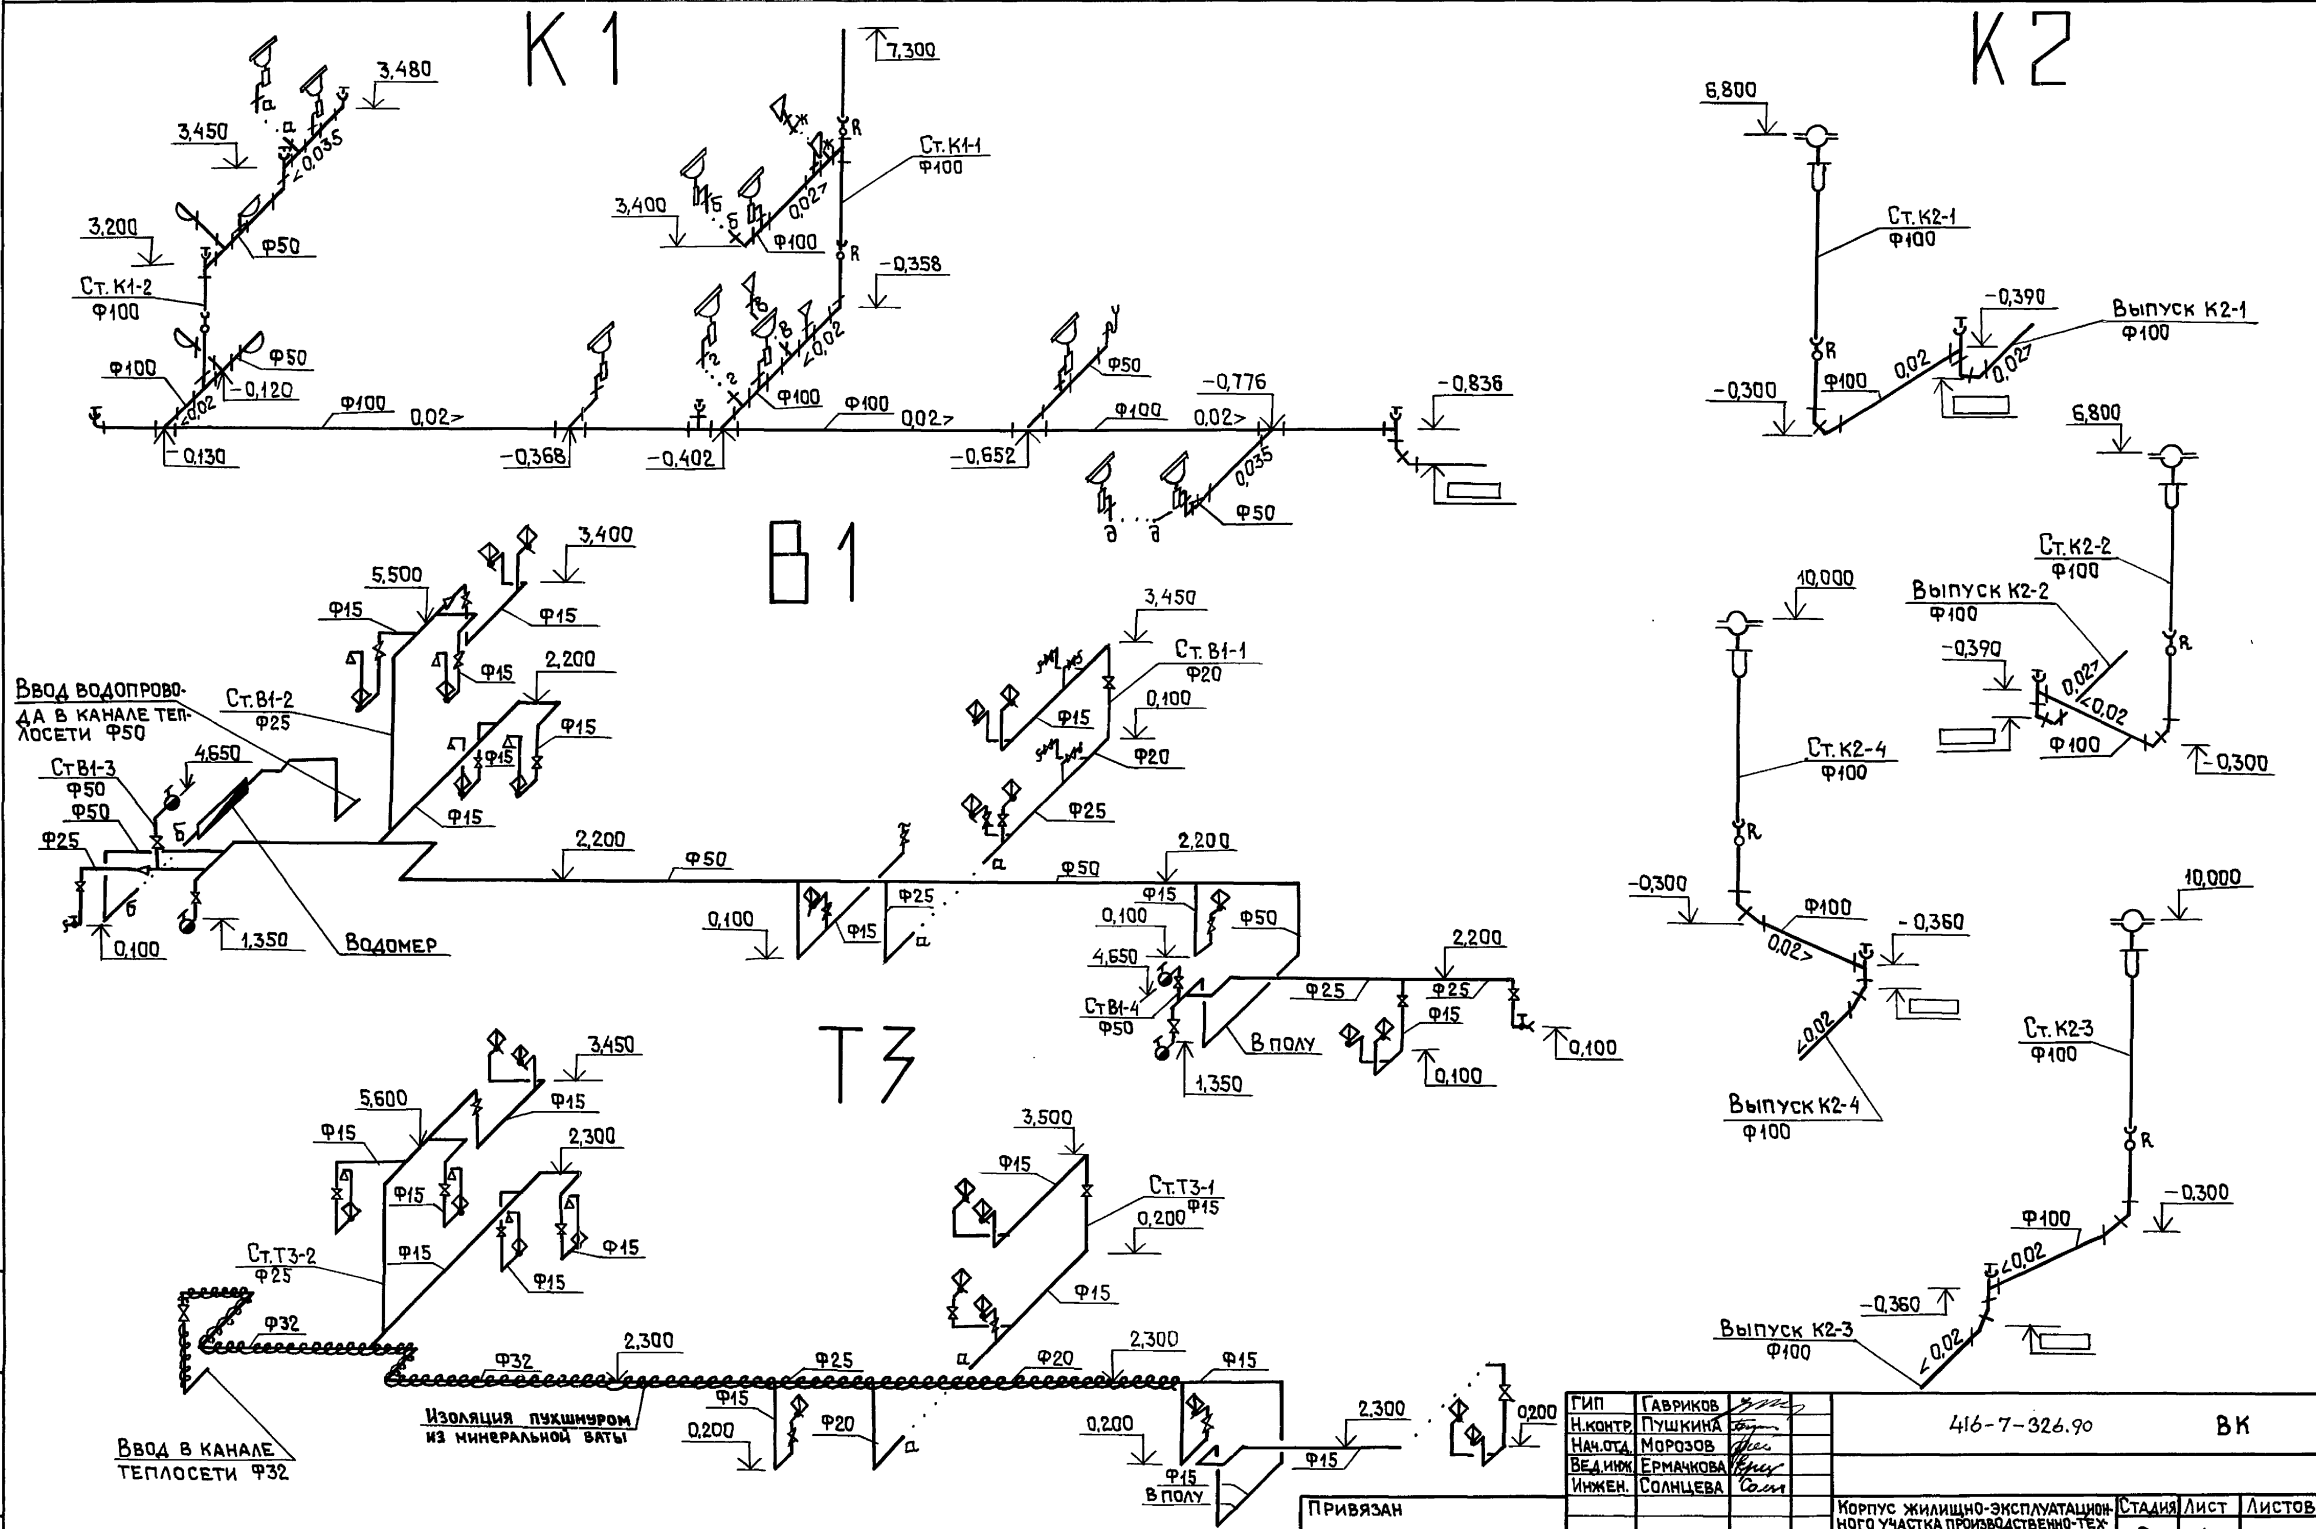 К1
3,480
а
а
3,450
<0,035
3,200
Ф50
Ст. К1-2
Ф100
Ф100
Ф50
-0,120
<0,02
Ф100
0,02>
-0,130
-0,368
7,300
R
ж
ж
Ст. К1-1
Ф100
б
б
3,400
0,02>
Ф100
R
-0,358
в
в
г
г
<0,02
Ф100
-0,402
Ф100
0,02>
Ф50
-0,652
Ф100
0,02>
-0,776
-0,836
0,035
Ф50
д
д
К2
6,800
Ст. К2-1
Ф100
R
-0,300
Ф100
0,02
-0,390
0,02>
Выпуск К2-1
Ф100
6,800
Ст. К2-2
Ф100
Выпуск К2-2
Ф100
R
-0,390
0,02>
<0,02
Ф100
-0,300
10,000
Ст. К2-4
Ф100
R
-0,300
Ф100
0,02>
-0,360
<0,02
Выпуск К2-4
Ф100
10,000
Ст. К2-3
Ф100
R
-0,300
Ф100
<0,02
-0,360
Выпуск К2-3
Ф100
<0,02
В1
3,400
5,500
Ф15
Ф15
Ф15
2,200
Ф15
Ф15
Ф15
Ввод водопрово-
да в канале теп-
лосети Ф50
Ст. В1-2
Ф25
4,650
Ст В1-3
Ф50
Ф50
Ф25
б
б
0,100
1,350
Водомер
2,200
Ф50
0,100
Ф15
Ф25
а
а
3,450
Ст. В1-1
Ф20
0,100
Ф15
Ф20
Ф25
Ф50
2,200
Ф15
0,100
Ф50
4,650
Ст В1-4
Ф50
1,350
В полу
Ф25
2,200
Ф25
Ф15
0,100
0,100
Т3
3,450
5,600
Ф15
Ф15
Ф15
2,300
Ф15
Ф15
Ф15
Ст. Т3-2
Ф25
Ф32
Ввод в канале
теплосети Ф32
Ф32
2,300
Изоляция пухшнуром
из минеральной ваты
Ф25
Ф15
0,200
Ф20
а
а
3,500
Ф15
Ст. Т3-1
Ф15
0,200
Ф15
Ф20
2,300
Ф15
0,200
Ф15
В полу
2,300
Ф15
0,200
Привязан
ГИП Гавриков
Н.контр. Пушкина
Нач.отд. Морозов
Вед.инж. Ермачкова
Инжен. Солнцева
416-7-326.90 ВК
Корпус жилищно-эксплуатацион-
ного участка производственно-тех-
Стадия Лист Листов